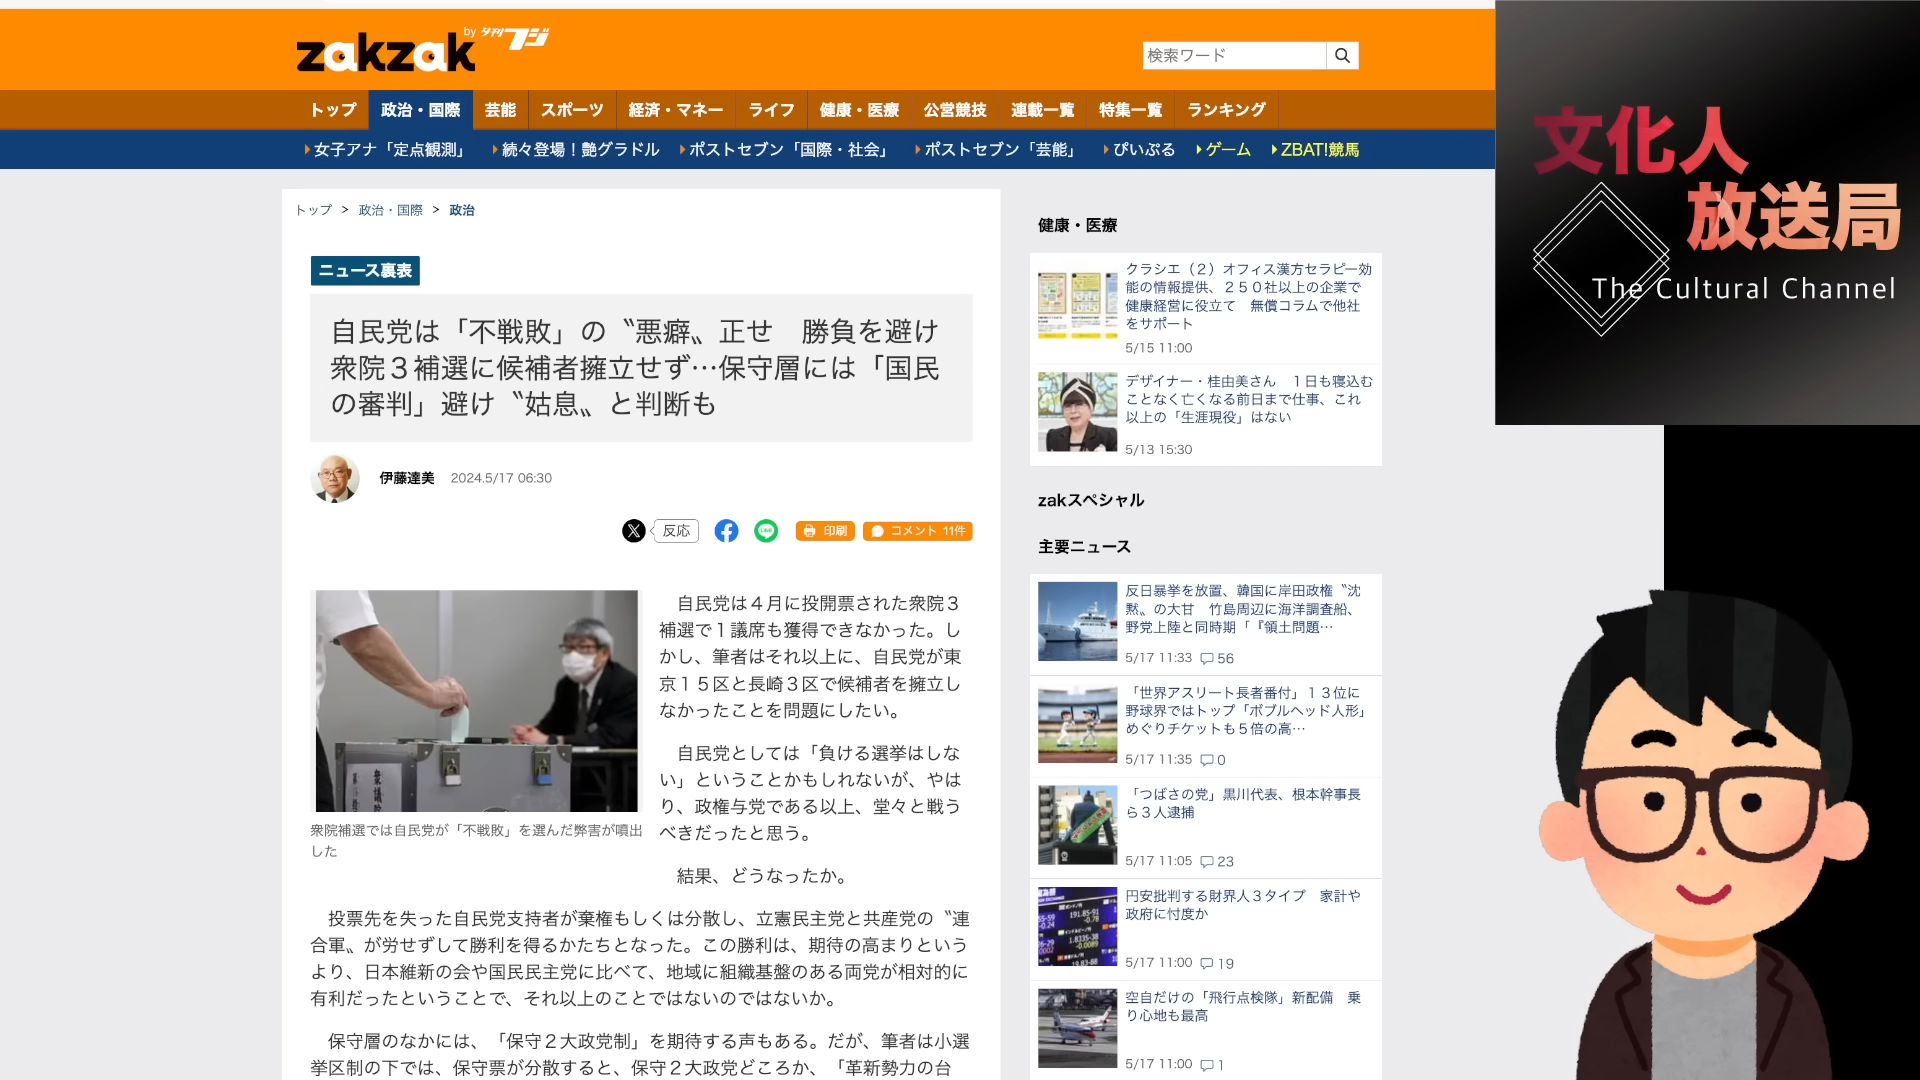 zakzak by 夕刊フジ
検索ワード
トップ 政治・国際 芸能 スポーツ 経済・マネー ライフ 健康・医療 公営競技 連載一覧 特集一覧 ランキング
女子アナ「定点観測」 続々登場！艶グラドル ポストセブン「国際・社会」 ポストセブン「芸能」 ぴいぷる ゲーム ZBAT!競馬
トップ > 政治・国際 > 政治
ニュース裏表
自民党は「不戦敗」の〝悪癖〟正せ　勝負を避け
衆院３補選に候補者擁立せず…保守層には「国民
の審判」避け〝姑息〟と判断も
伊藤達美 2024.5/17 06:30
反応 印刷 コメント 11件
衆院補選では自民党が「不戦敗」を選んだ弊害が噴出
した
自民党は４月に投開票された衆院３
補選で１議席も獲得できなかった。し
かし、筆者はそれ以上に、自民党が東
京１５区と長崎３区で候補者を擁立し
なかったことを問題にしたい。
自民党としては「負ける選挙はしな
い」ということかもしれないが、やは
り、政権与党である以上、堂々と戦う
べきだったと思う。
結果、どうなったか。
投票先を失った自民党支持者が棄権もしくは分散し、立憲民主党と共産党の〝連
合軍〟が労せずして勝利を得るかたちとなった。この勝利は、期待の高まりという
より、日本維新の会や国民民主党に比べて、地域に組織基盤のある両党が相対的に
有利だったということで、それ以上のことではないのではないか。
保守層のなかには、「保守２大政党制」を期待する声もある。だが、筆者は小選
挙区制の下では、保守票が分散すると、保守２大政党どころか、「革新勢力の台
健康・医療
クラシエ（２）オフィス漢方セラピー効
能の情報提供、２５０社以上の企業で
健康経営に役立て　無償コラムで他社
をサポート
5/15 11:00
デザイナー・桂由美さん　１日も寝込む
ことなく亡くなる前日まで仕事、これ
以上の「生涯現役」はない
5/13 15:30
zakスペシャル
主要ニュース
反日暴挙を放置、韓国に岸田政権〝沈
黙〟の大甘　竹島周辺に海洋調査船、
野党上陸と同時期「『領土問題…
5/17 11:33 56
「世界アスリート長者番付」１３位に
野球界ではトップ「ボブルヘッド人形」
めぐりチケットも５倍の高…
5/17 11:35 0
「つばさの党」黒川代表、根本幹事長
ら３人逮捕
5/17 11:05 23
円安批判する財界人３タイプ　家計や
政府に忖度か
5/17 11:00 19
空自だけの「飛行点検隊」新配備　乗
り心地も最高
5/17 11:00 1
文化人
放送局
The Cultural Channel